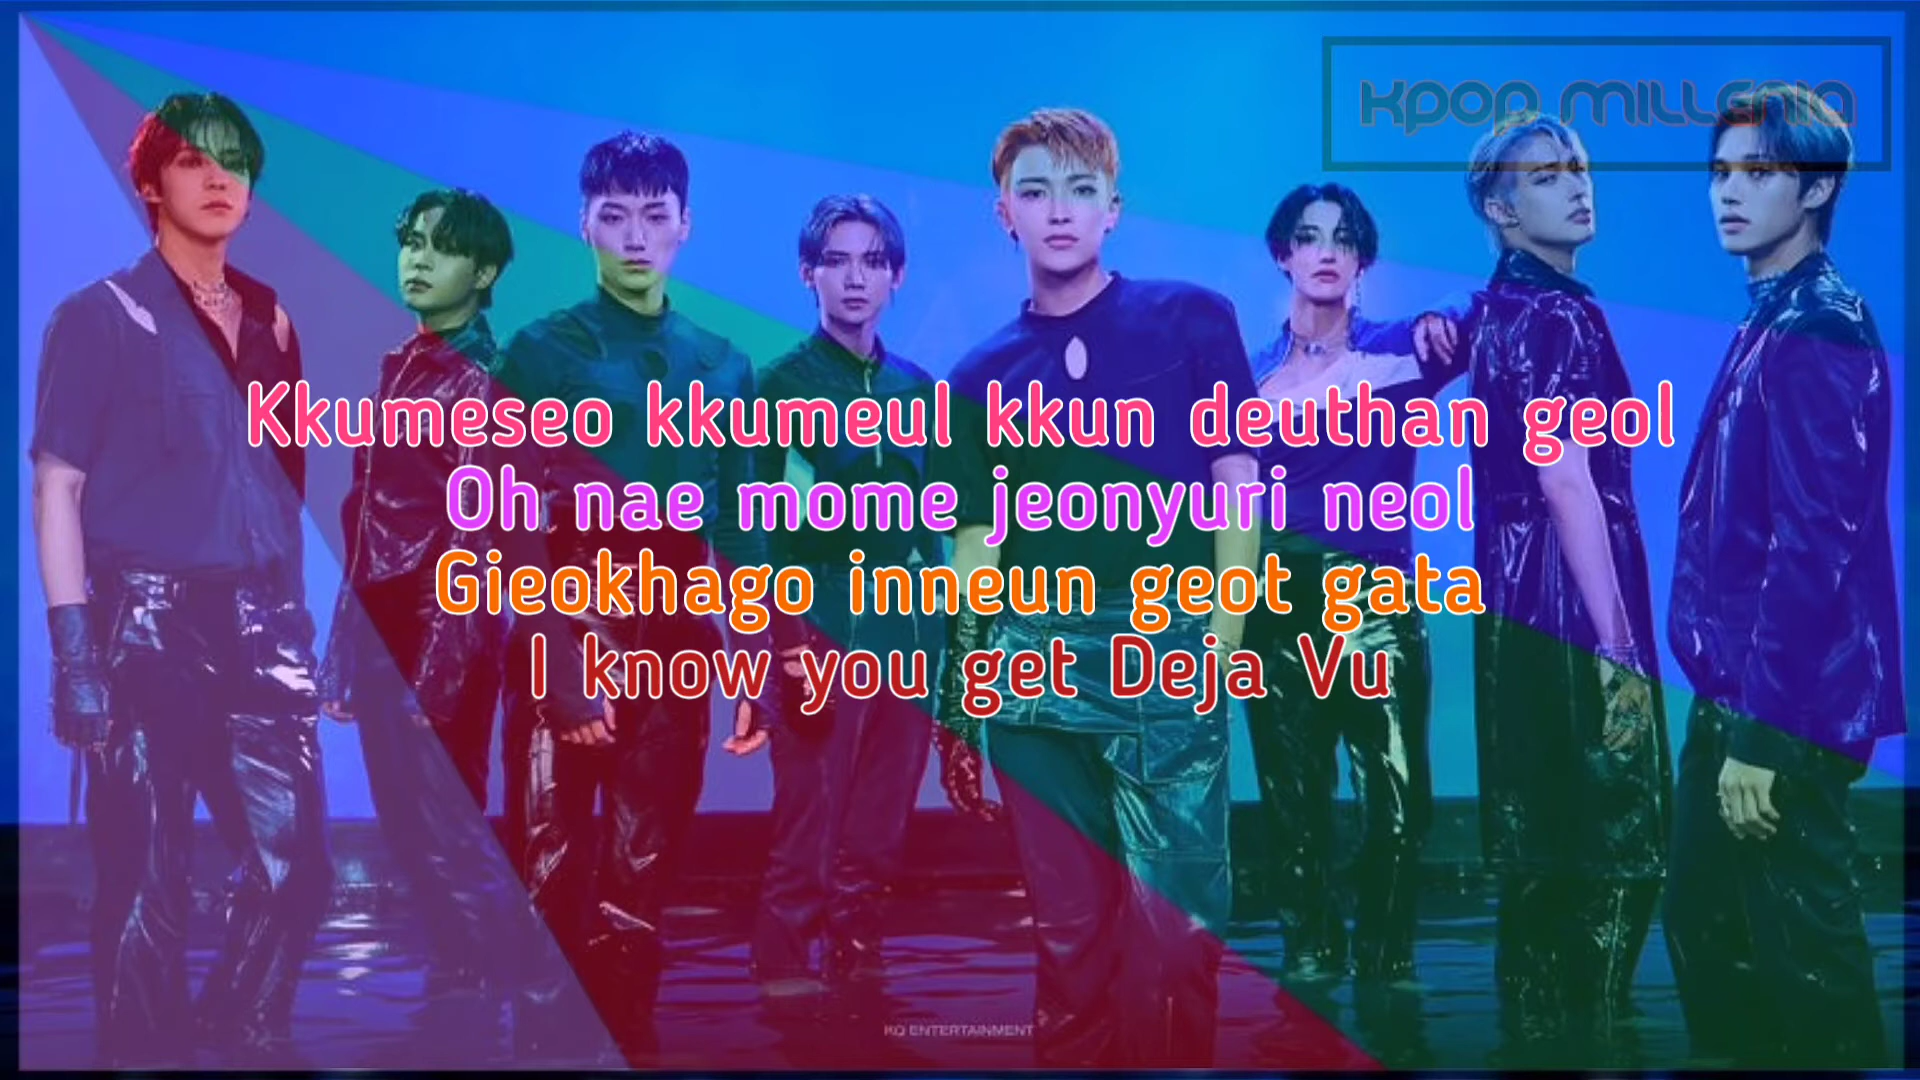 Kpop Millenia
Kkumeseo kkumeul kkun deuthan geol
Oh nae mome jeonyuri neol
Gieokhago inneun geot gata
I know you get Deja Vu
KQ ENTERTAINMENT